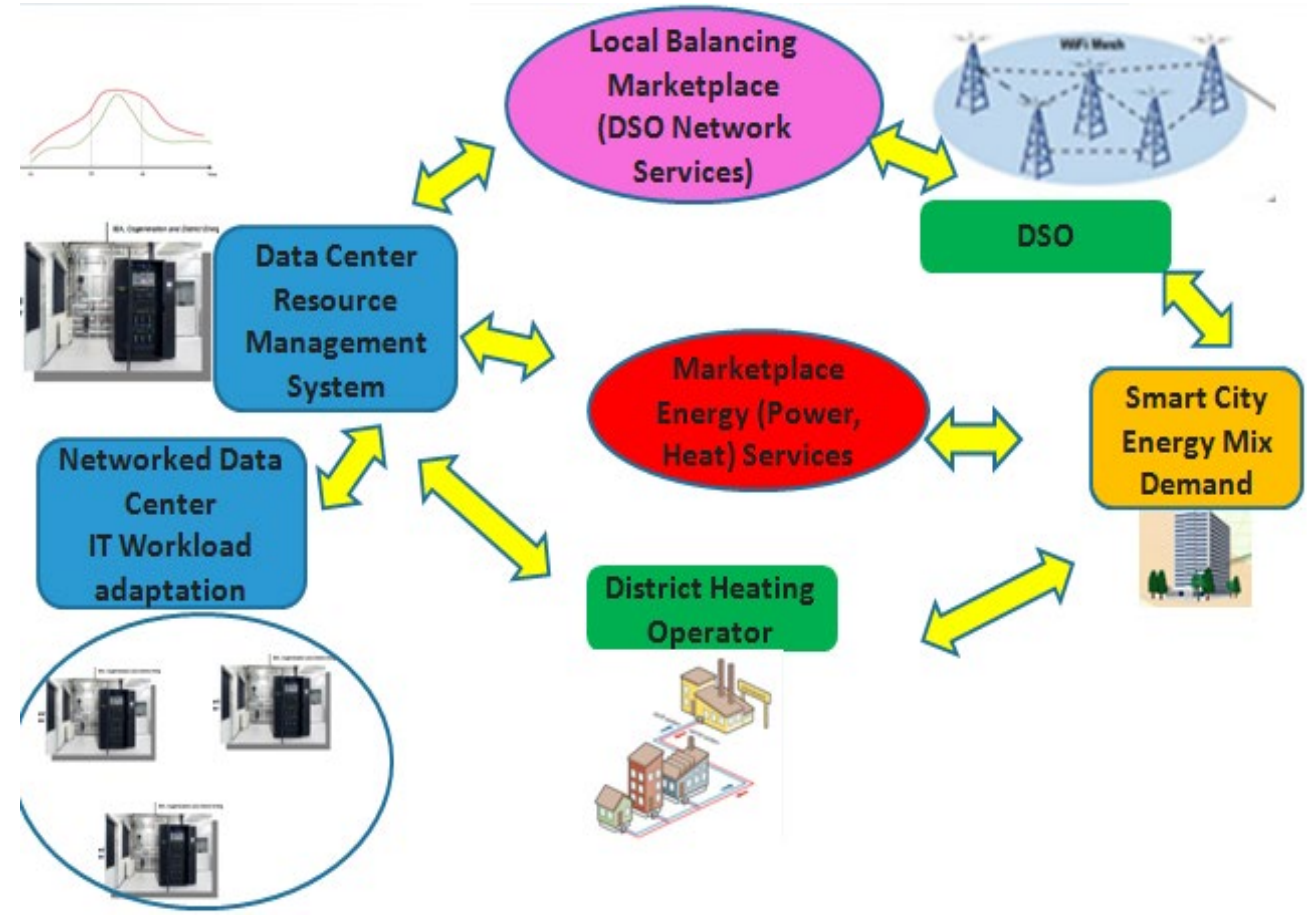 Local Balancing
Marketplace
(DSO Network
Services)
WiFi Mesh
DSO
Data Center
Resource
Management
System
Marketplace
Energy (Power,
Heat) Services
Smart City
Energy Mix
Demand
Networked Data
Center
IT Workload
adaptation
District Heating
Operator